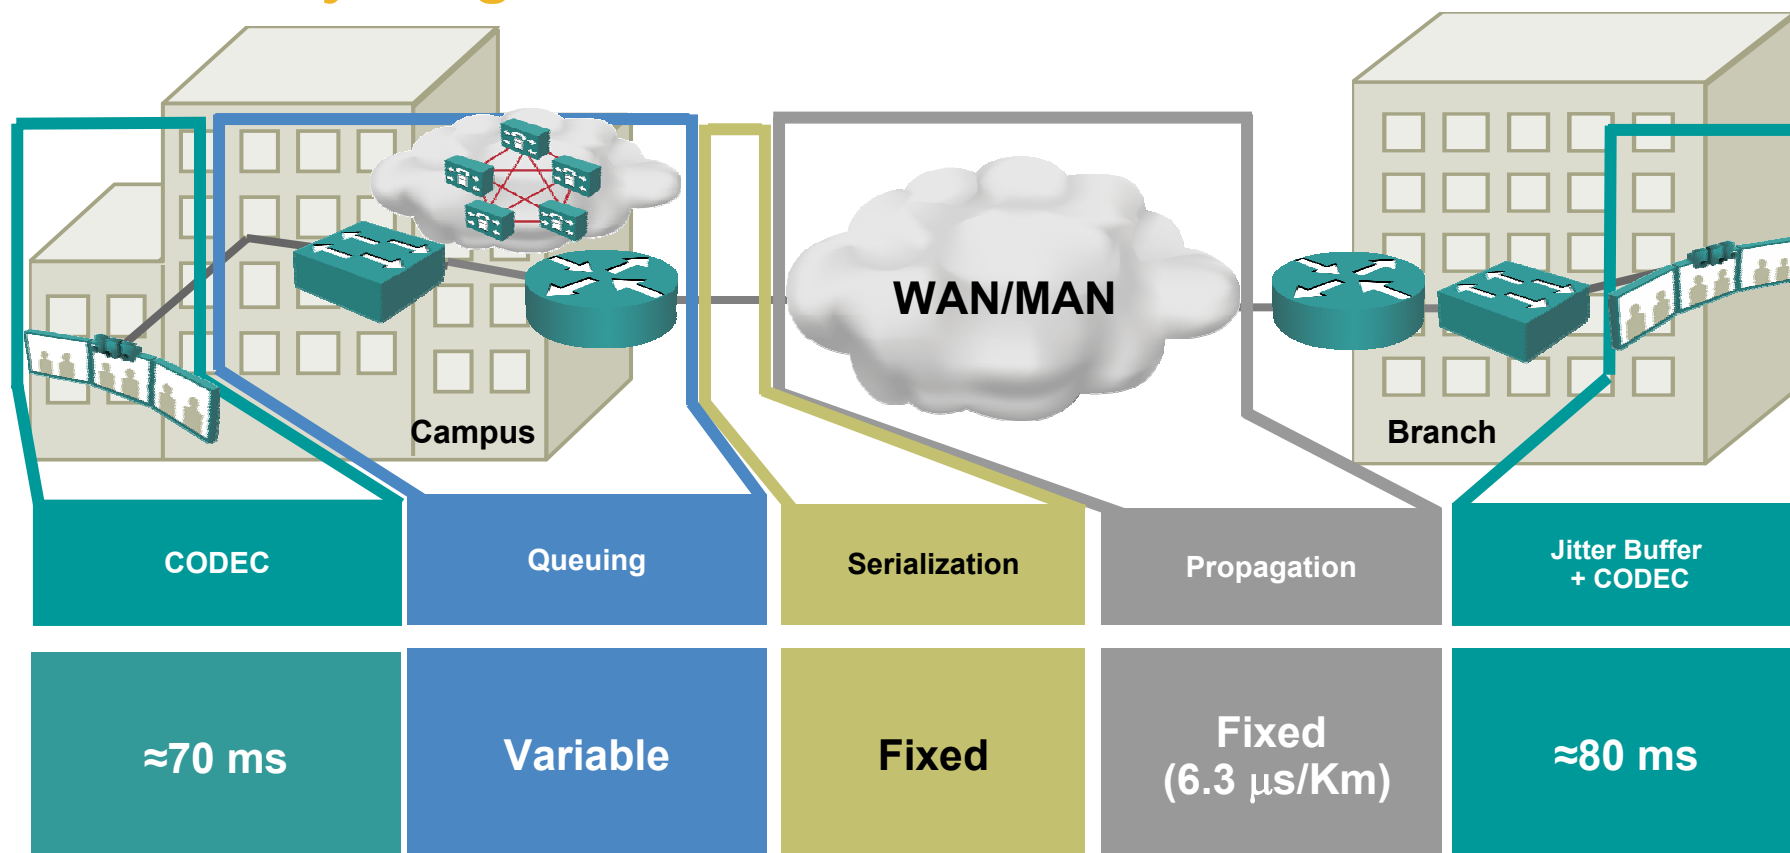 WAN/MAN
Campus
Branch
CODEC
Queuing
Serialization
Propagation
Jitter Buffer
+ CODEC
≈70 ms
Variable
Fixed
Fixed
(6.3 μs/Km)
≈80 ms